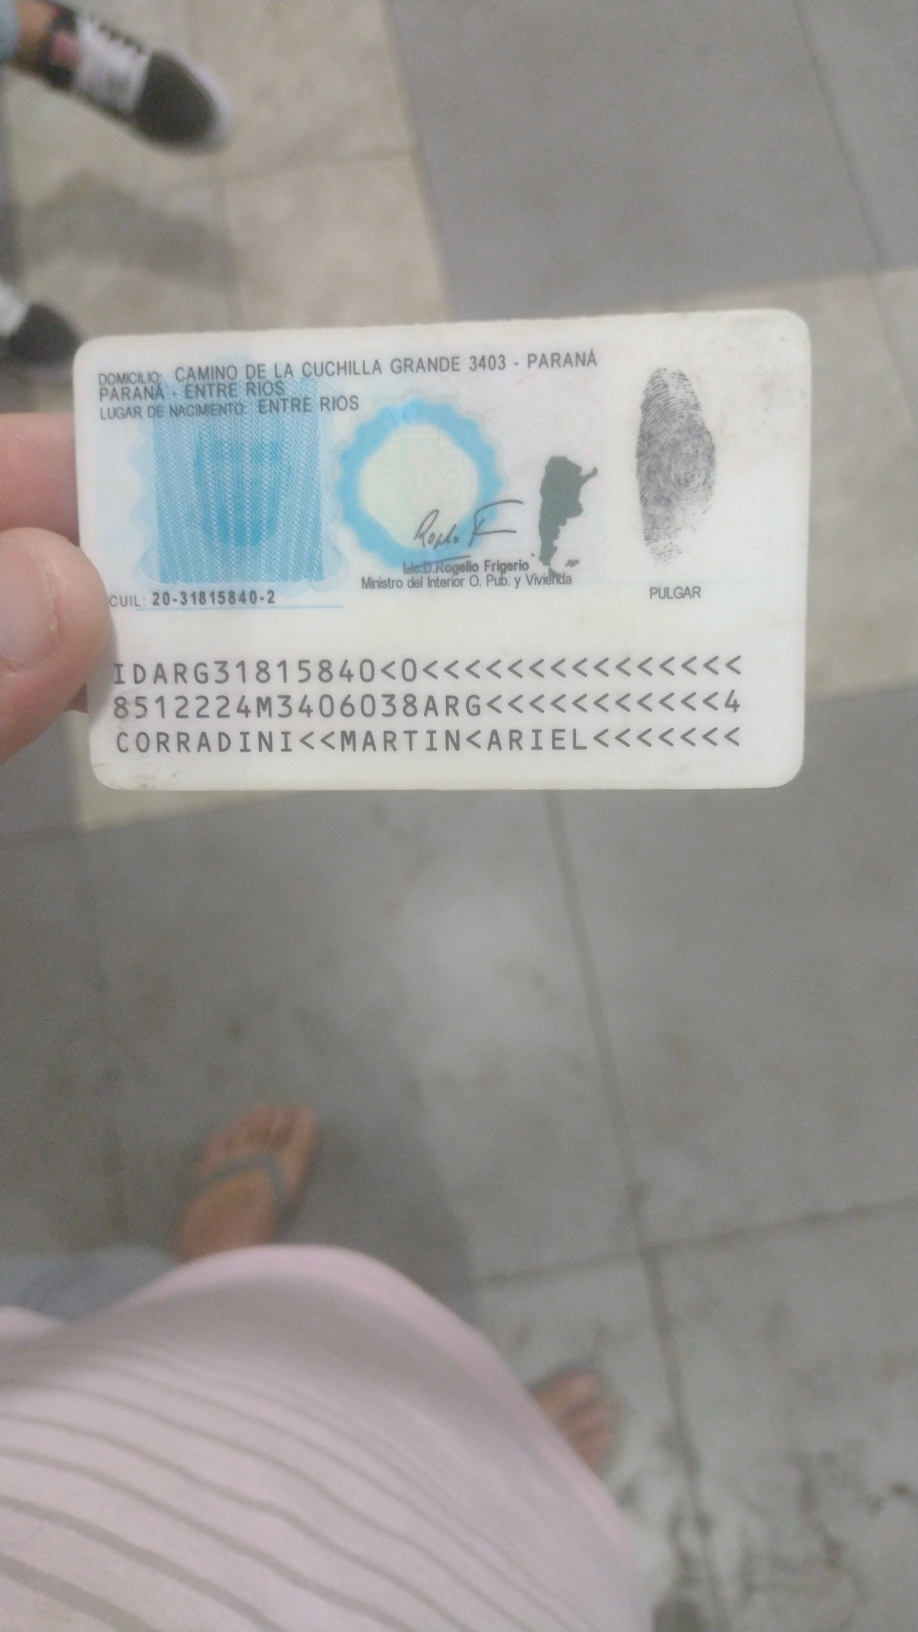 DOMICILIO: CAMINO DE LA CUCHILLA GRANDE 3403 - PARANÁ
PARANÁ - ENTRE RIOS
LUGAR DE NACIMIENTO: ENTRE RIOS
Lic.D.Rogelio Frigerio
Ministro del Interior O. Pub. y Vivienda
CUIL: 20-31815840-2
PULGAR
IDARG31815840<0<<<<<<<<<<<<<<<
8512224M3406038ARG<<<<<<<<<<<4
CORRADINI<<MARTIN<ARIEL<<<<<<<